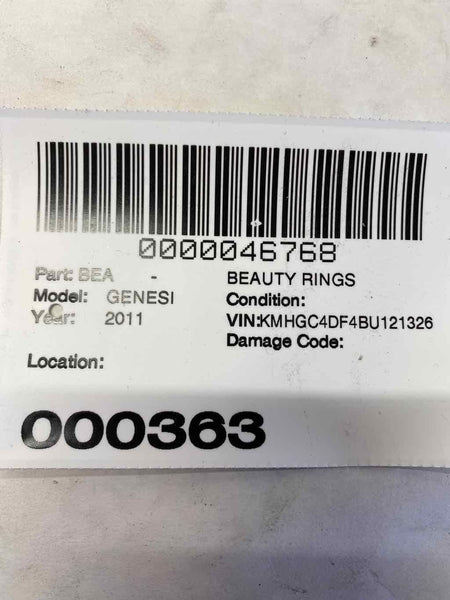 0000046768
Part: BEA - BEAUTY RINGS
Model: GENESI Condition:
Year: 2011 VIN:KMHGC4DF4BU121326
Damage Code:
Location:
000363